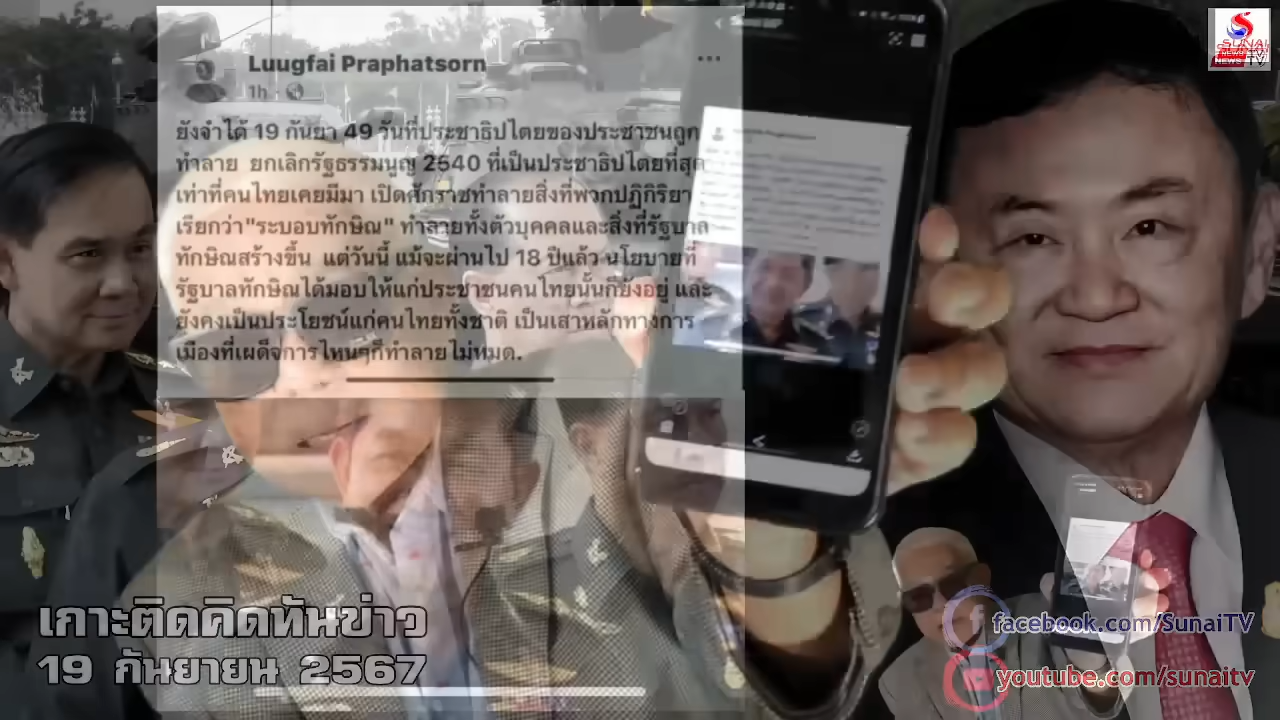 SUNAI
NEWS TV
NEWS
Luugfai Praphatsorn
1h
ยังจำได้ 19 กันยา 49 วันที่ประชาธิปไตยของประชาชนถูก
ทำลาย ยกเลิกรัฐธรรมนูญ 2540 ที่เป็นประชาธิปไตยที่สุด
เท่าที่คนไทยเคยมีมา เปิดศักราชทำลายสิ่งที่พวกปฏิกิริยา
เรียกว่า"ระบอบทักษิณ" ทำลายทั้งตัวบุคคลและสิ่งที่รัฐบาล
ทักษิณสร้างขึ้น แต่วันนี้ แม้จะผ่านไป 18 ปีแล้ว นโยบายที่
รัฐบาลทักษิณได้มอบให้แก่ประชาชนคนไทยนั้นก็ยังอยู่ และ
ยังคงเป็นประโยชน์แก่คนไทยทั้งชาติ เป็นเสาหลักทางการ
เมืองที่เผด็จการไหนๆก็ทำลายไม่หมด.
เกาะติดคิดทันข่าว
19 กันยายน 2567
facebook.com/SunaiTV
youtube.com/sunaitv